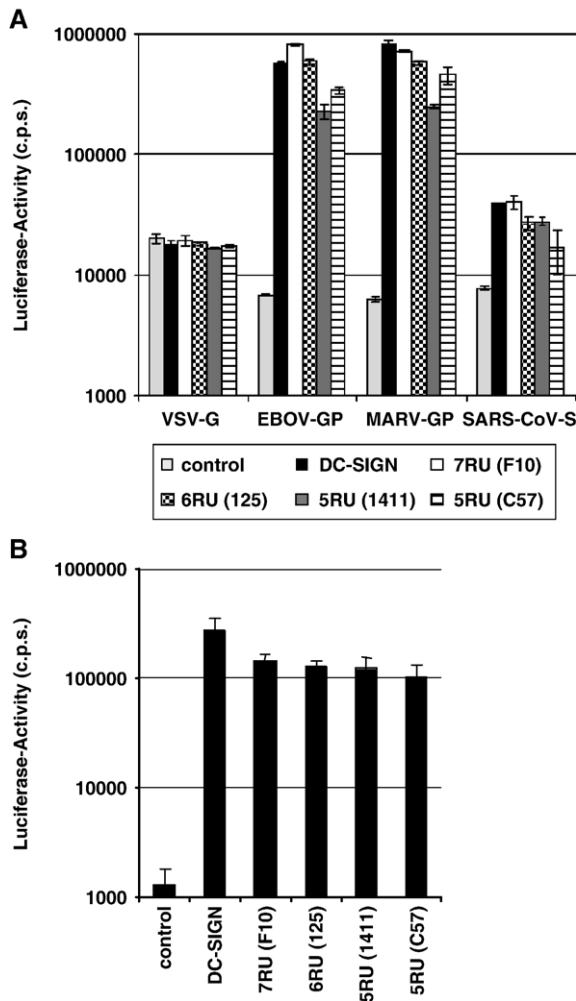 A
Luciferase-Activity (c.p.s.)
1000000
100000
10000
1000
VSV-G EBOV-GP MARV-GP SARS-CoV-S
control DC-SIGN 7RU (F10)
6RU (125) 5RU (1411) 5RU (C57)
B
Luciferase-Activity (c.p.s.)
1000000
100000
10000
1000
control
DC-SIGN
7RU (F10)
6RU (125)
5RU (1411)
5RU (C57)